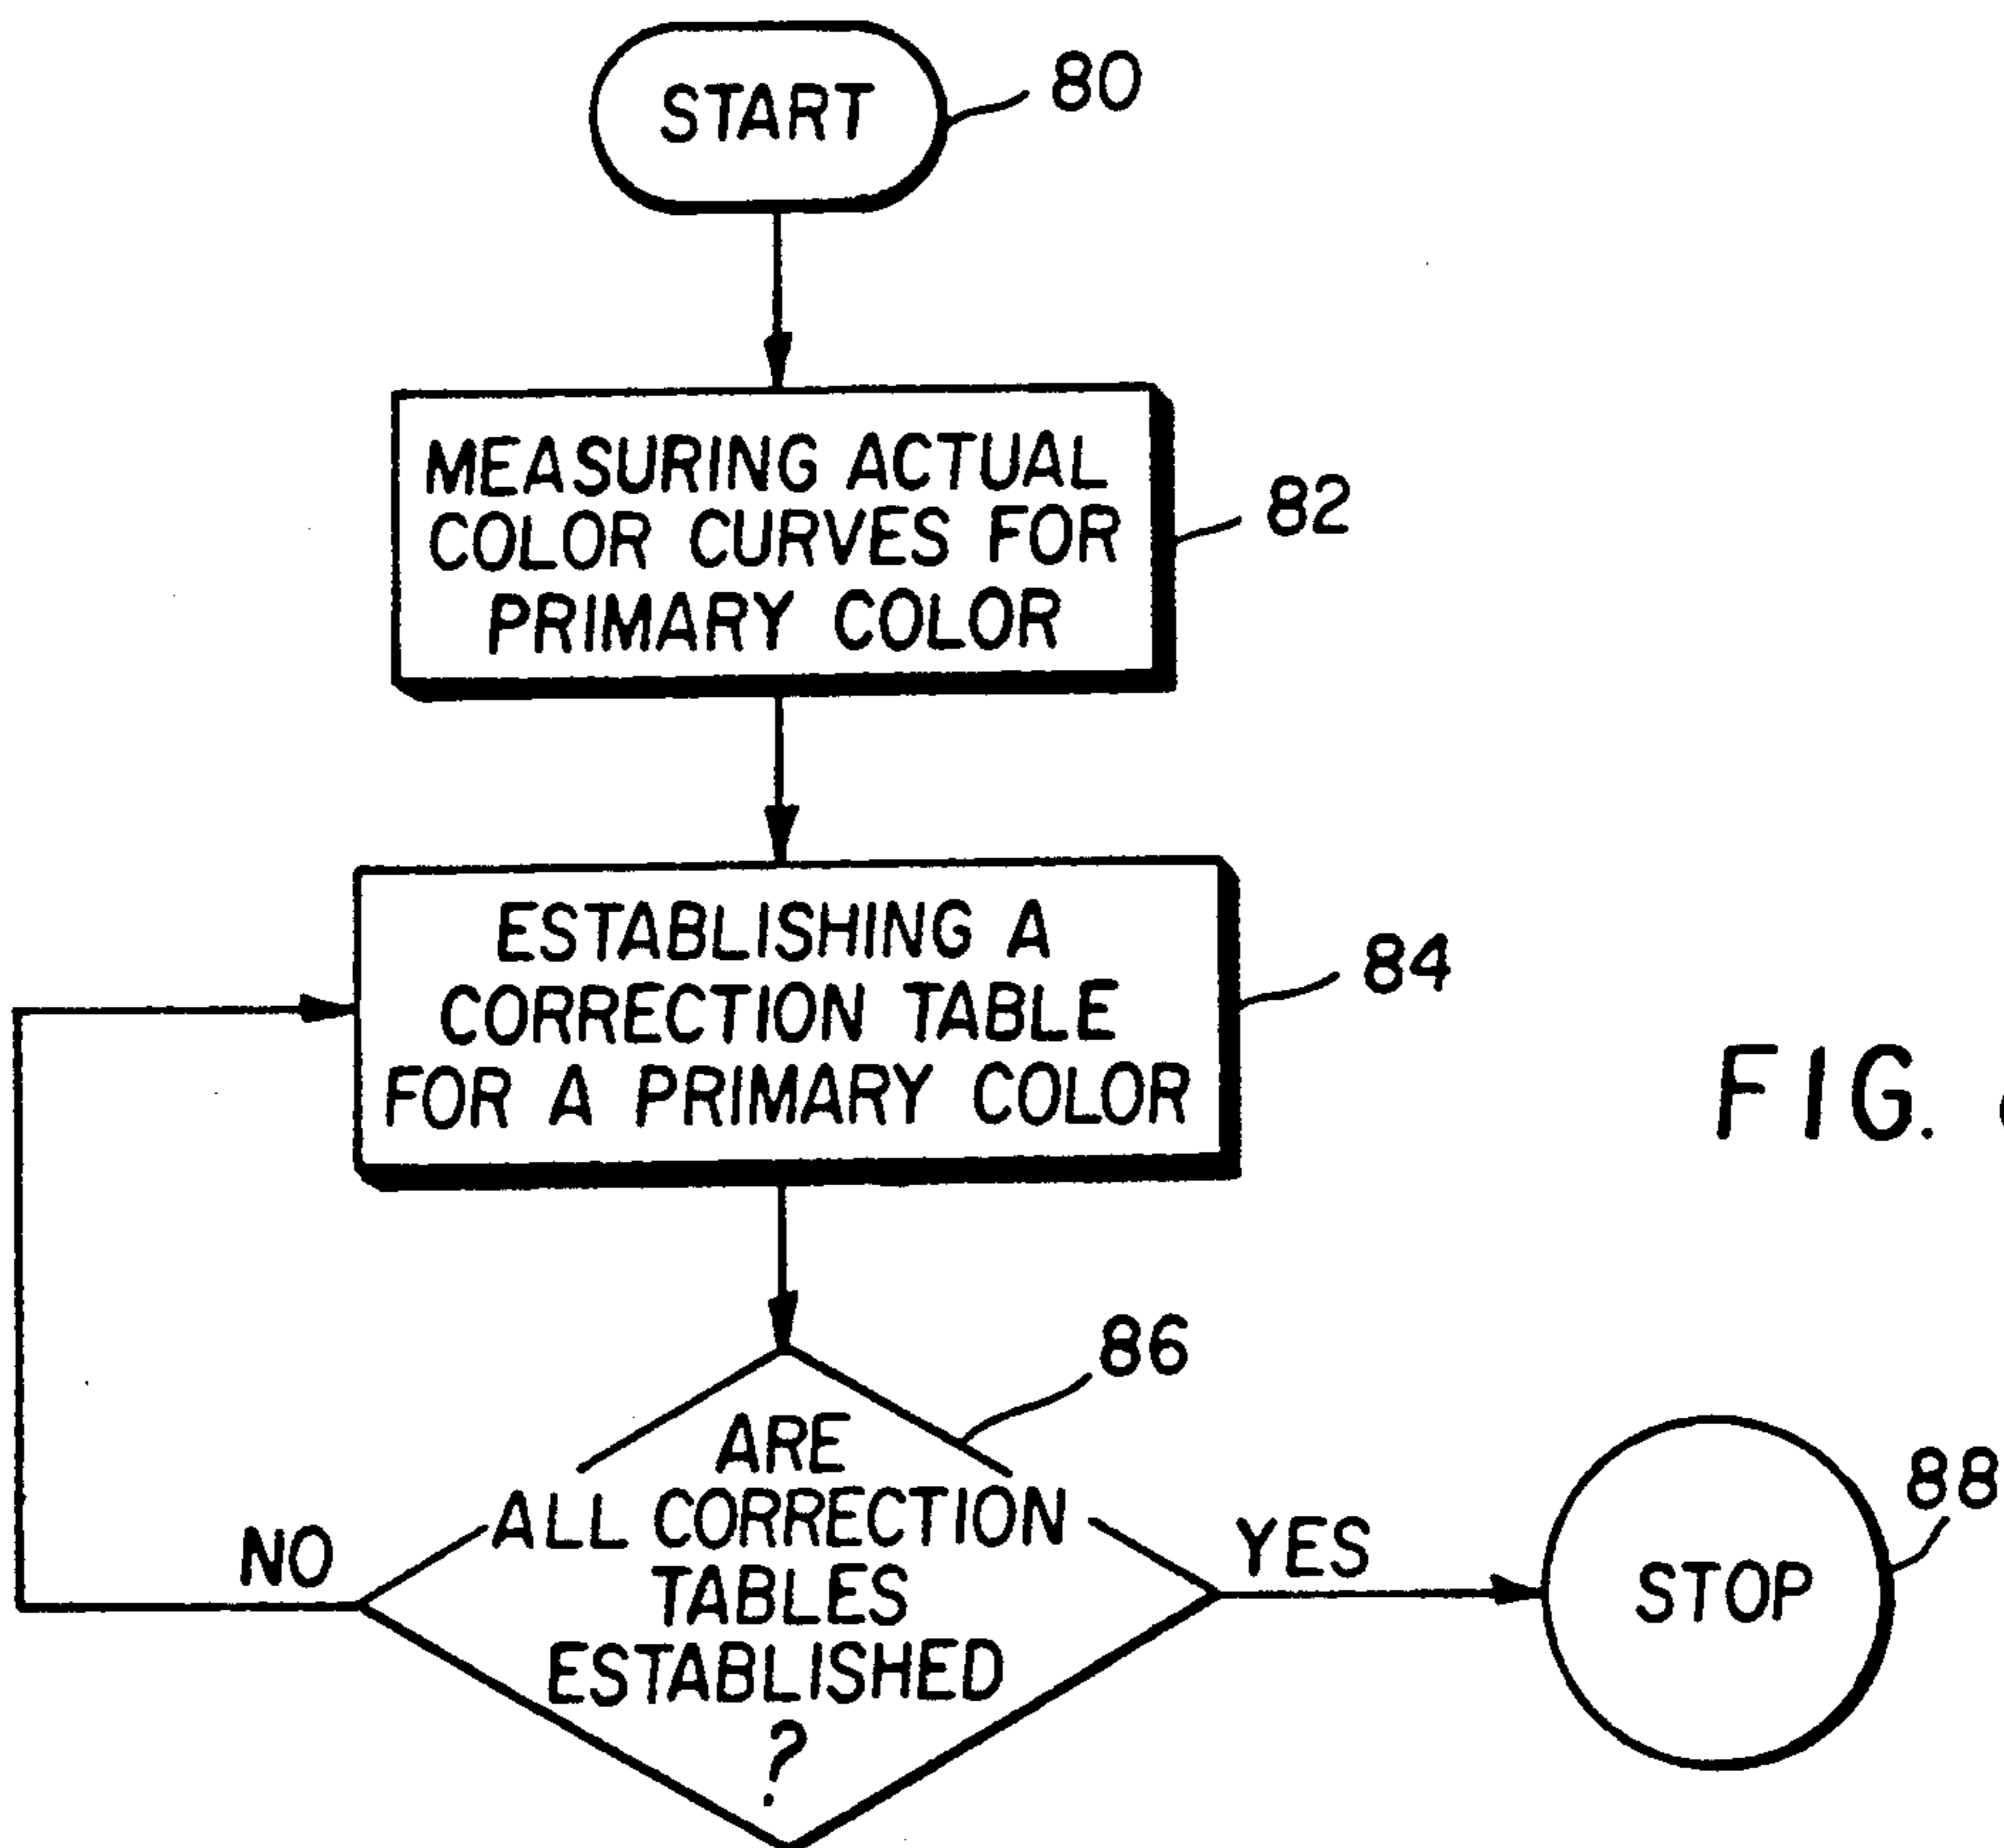 START
80
MEASURING ACTUAL
COLOR CURVES FOR
PRIMARY COLOR
82
ESTABLISHING A
CORRECTION TABLE
FOR A PRIMARY COLOR
84
FIG.
86
ARE
ALL CORRECTION
TABLES
ESTABLISHED
?
NO
YES
STOP
88